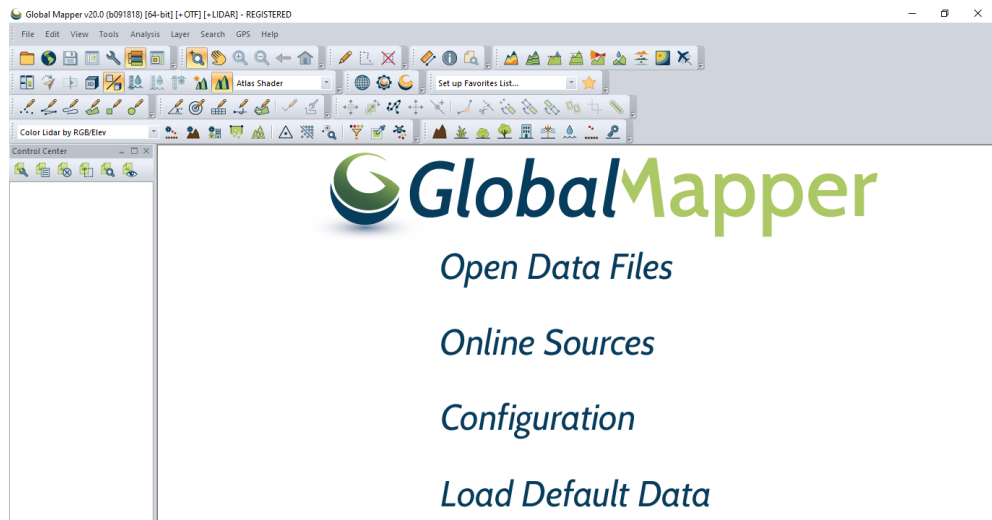 Global Mapper v20.0 (b091818) [64-bit] [+OTF] [+LIDAR] - REGISTERED
File Edit View Tools Analysis Layer Search GPS Help
Atlas Shader
Set up Favorites List...
Color Lidar by RGB/Elev
Control Center
GlobalMapper
Open Data Files
Online Sources
Configuration
Load Default Data